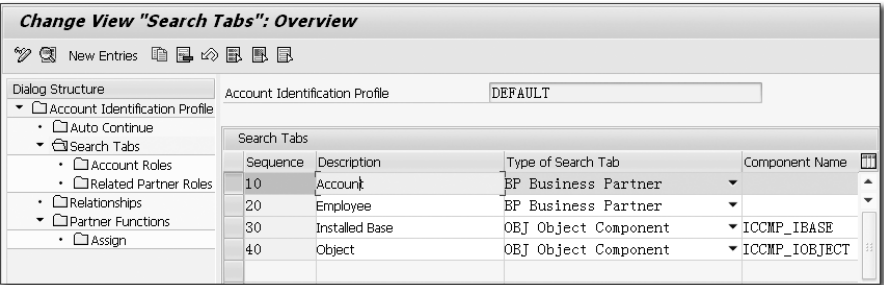 Change View "Search Tabs": Overview
New Entries
Dialog Structure
Account Identification Profile
Auto Continue
Search Tabs
Account Roles
Related Partner Roles
Relationships
Partner Functions
Assign
Account Identification Profile DEFAULT
Search Tabs
Sequence Description Type of Search Tab Component Name
10 Account BP Business Partner
20 Employee BP Business Partner
30 Installed Base OBJ Object Component ICCMP_IBASE
40 Object OBJ Object Component ICCMP_IOBJECT